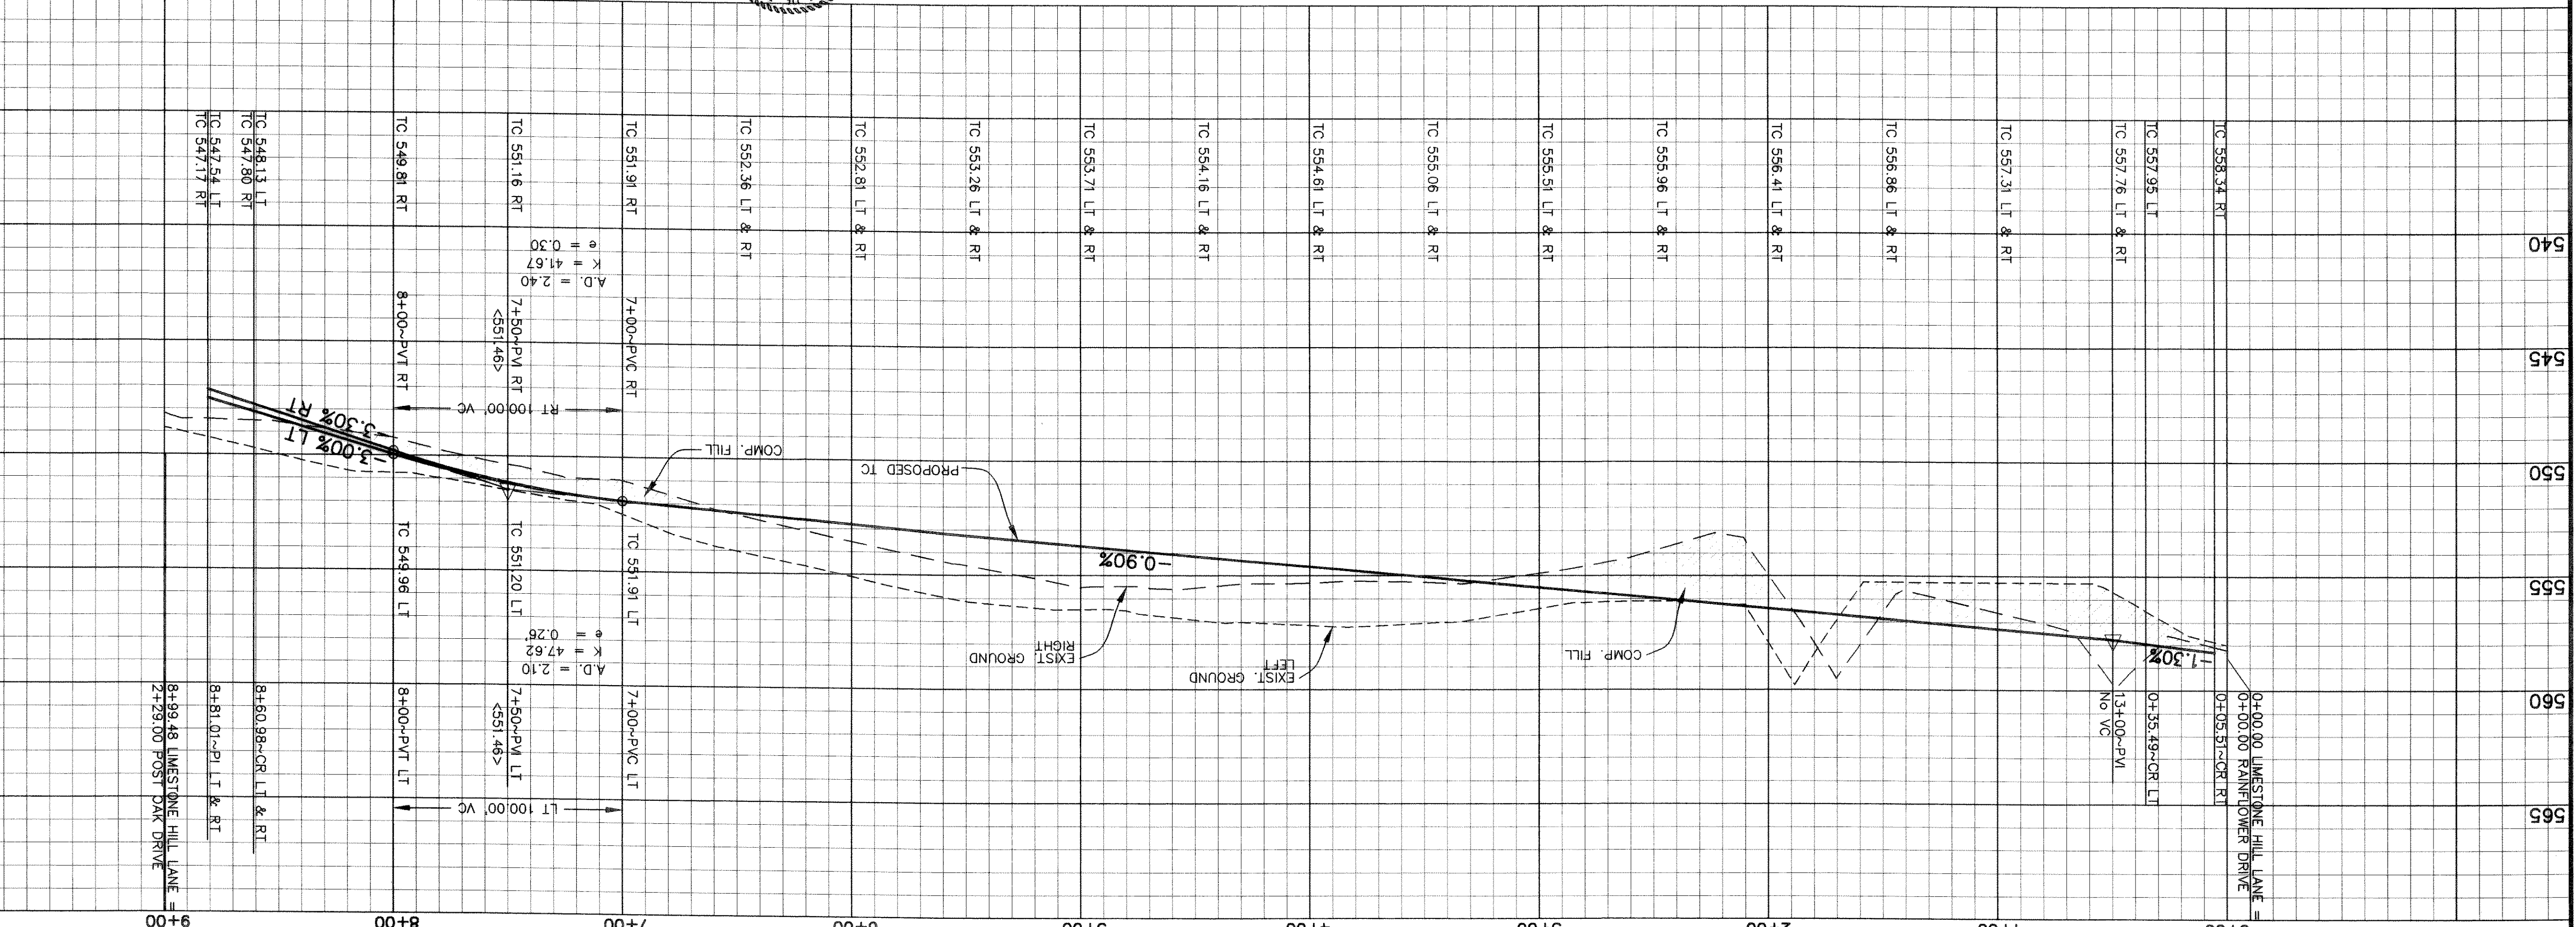 TC 547.17 RT
TC 547.54 LT
TC 547.80 RT
TC 548.13 LT
TC 549.81 RT
TC 551.16 RT
TC 551.91 RT
TC 552.36 LT & RT
TC 552.81 LT & RT
TC 553.26 LT & RT
TC 553.71 LT & RT
TC 554.16 LT & RT
TC 554.61 LT & RT
TC 555.06 LT & RT
TC 555.51 LT & RT
TC 555.96 LT & RT
TC 556.41 LT & RT
TC 556.86 LT & RT
TC 557.31 LT & RT
TC 557.76 LT & RT
TC 557.95 LT
TC 558.34 RT
540
545
550
555
560
565
A.D. = 2.40
K = 41.67
e = 0.30
8+00~PVT RT
7+50~PVI RT
<551.46>
7+00~PVC RT
RT 100.00' VC
-3.30% RT
-3.00% LT
COMP. FILL
PROPOSED TC
-0.90%
EXIST. GROUND
RIGHT
EXIST. GROUND
LEFT
COMP. FILL
-1.30%
TC 549.96 LT
TC 551.20 LT
TC 551.91 LT
A.D. = 2.10
K = 47.62
e = 0.26'
8+00~PVT LT
7+50~PVI LT
<551.46>
7+00~PVC LT
LT 100.00' VC
8+99.48 LIMESTONE HILL LANE =
2+29.00 POST OAK DRIVE
8+81.01~PI LT & RT
8+60.98~CR LT & RT
13+00~PVI
No VC
0+35.49~CR LT
0+05.51~CR RT
0+00.00 LIMESTONE HILL LANE =
0+00.00 RAINFLOWER DRIVE
9+00
8+00
7+00